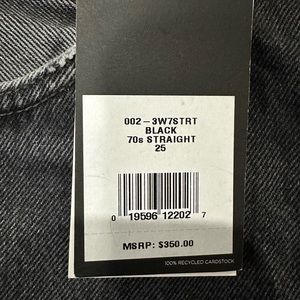 002-3W7STRT
BLACK
70s STRAIGHT
25
0 19596 12202 7
MSRP: $350.00
100% RECYCLED CARDSTOCK